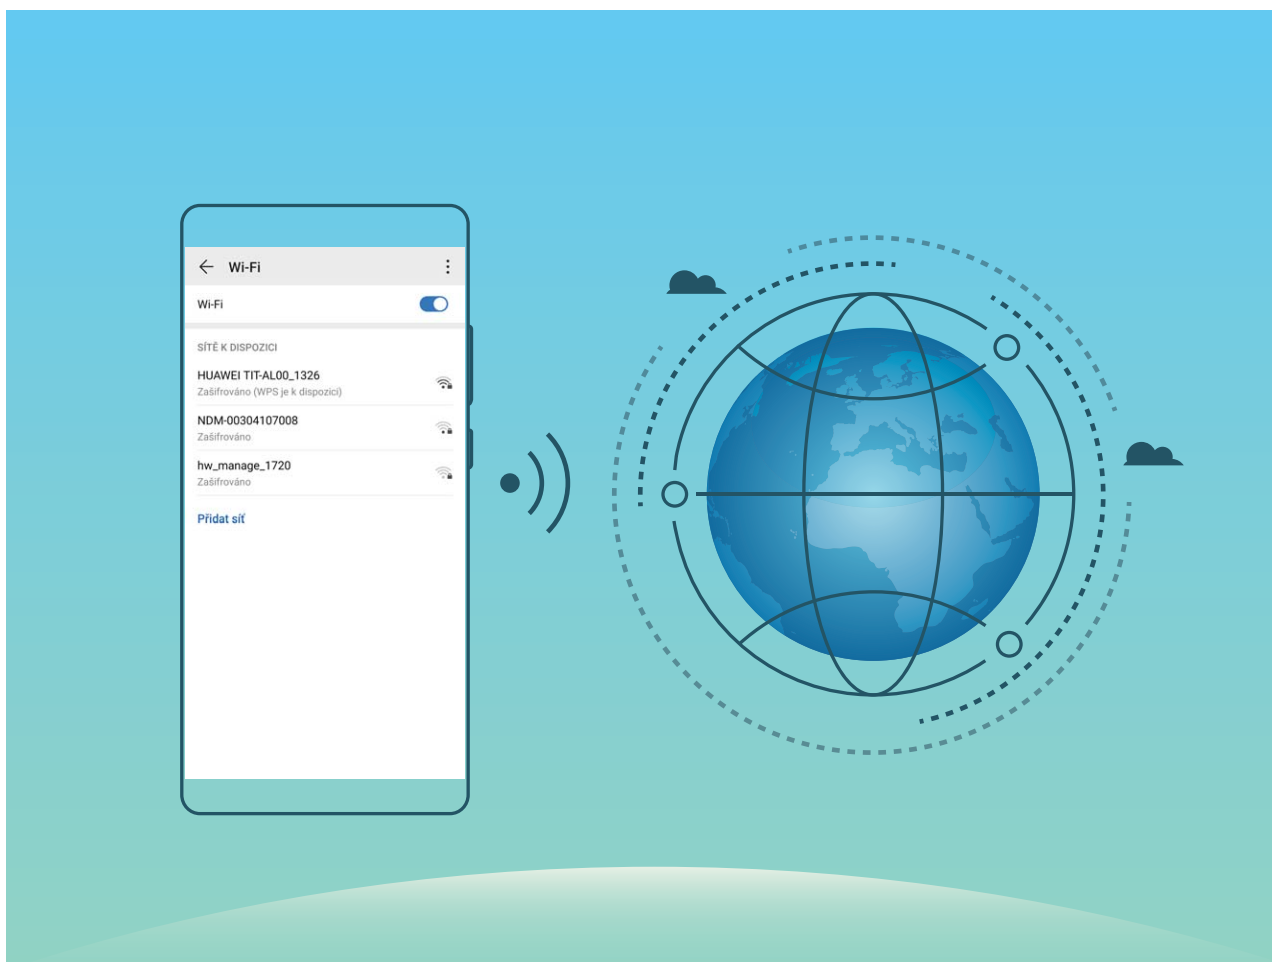 Wi-Fi
Wi-Fi
SÍTĚ K DISPOZICI
HUAWEI TIT-AL00_1326
Zašifrováno (WPS je k dispozici)
NDM-00304107008
Zašifrováno
hw_manage_1720
Zašifrováno
Přidat síť